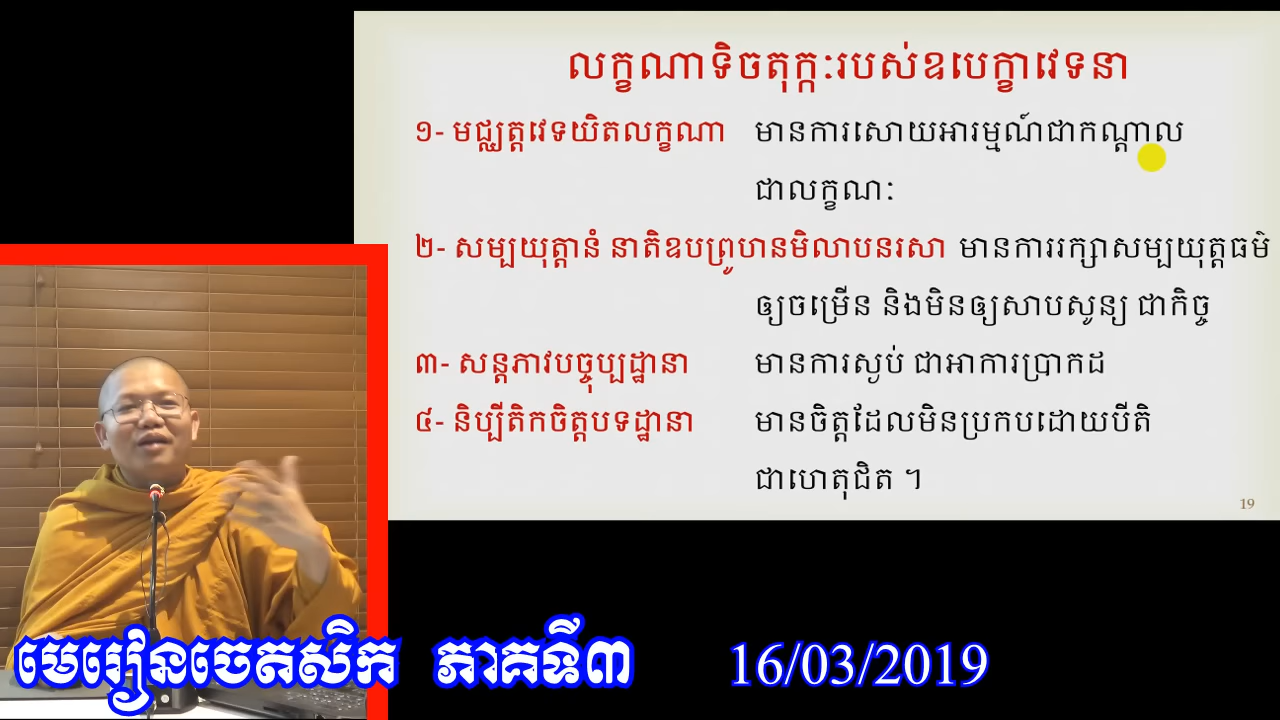 លក្ខណាទិចតុក្កៈរបស់ឧបេក្ខាវេទនា
១- មជ្ឈត្តវេទយិតលក្ខណា មានការសោយអារម្មណ៍ជាកណ្តាល
ជាលក្ខណៈ
២- សម្បយុត្តានំ នាតិឧបព្រូហនមិលាបនរសា មានការរក្សាសម្បយុត្តធម៌
ឲ្យចម្រើន និងមិនឲ្យសាបសូន្យ ជាកិច្ច
៣- សន្តភាវបច្ចុប្បដ្ឋានា មានការស្ងប់ ជាអាការប្រាកដ
៤- និប្បីតិកចិត្តបទដ្ឋានា មានចិត្តដែលមិនប្រកបដោយបីតិ
ជាហេតុជិត ។
19
មេរៀនចេតសិក ភាគទី៣ 16/03/2019